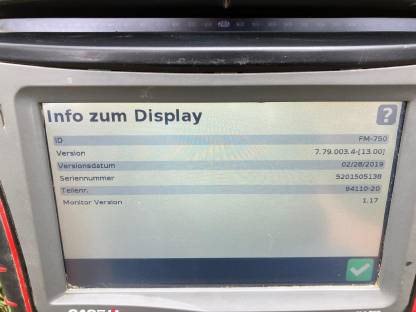 Info zum Display
?
ID FM-750
Version 7.79.003.4-[13.00]
Versionsdatum 02/28/2019
Seriennummer 5201505138
Teilenr. 94110-20
Monitor Version 1.17